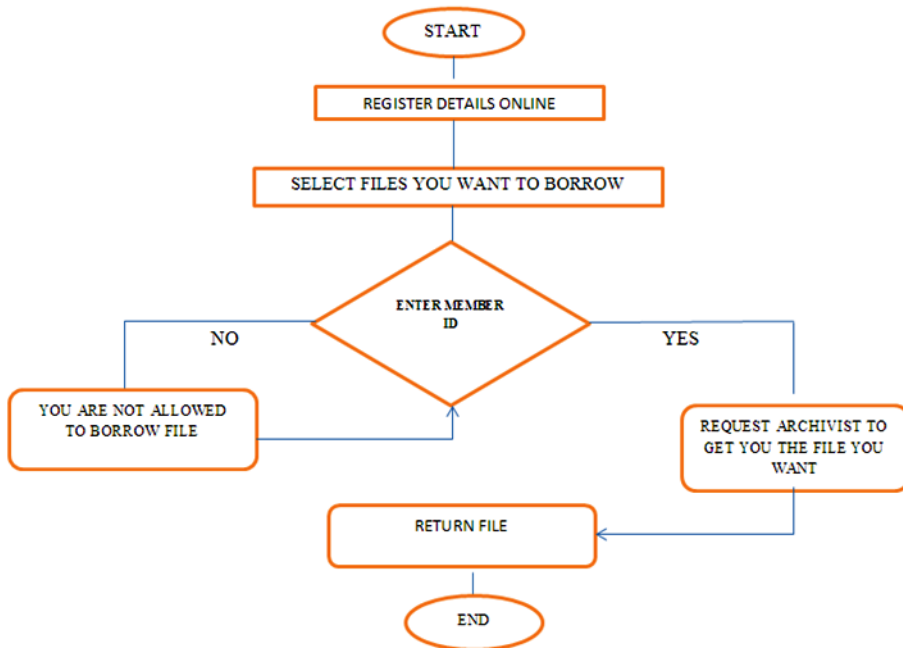 START
REGISTER DETAILS ONLINE
SELECT FILES YOU WANT TO BORROW
ENTER MEMBER
ID
NO
YES
YOU ARE NOT ALLOWED
TO BORROW FILE
REQUEST ARCHIVIST TO
GET YOU THE FILE YOU
WANT
RETURN FILE
END